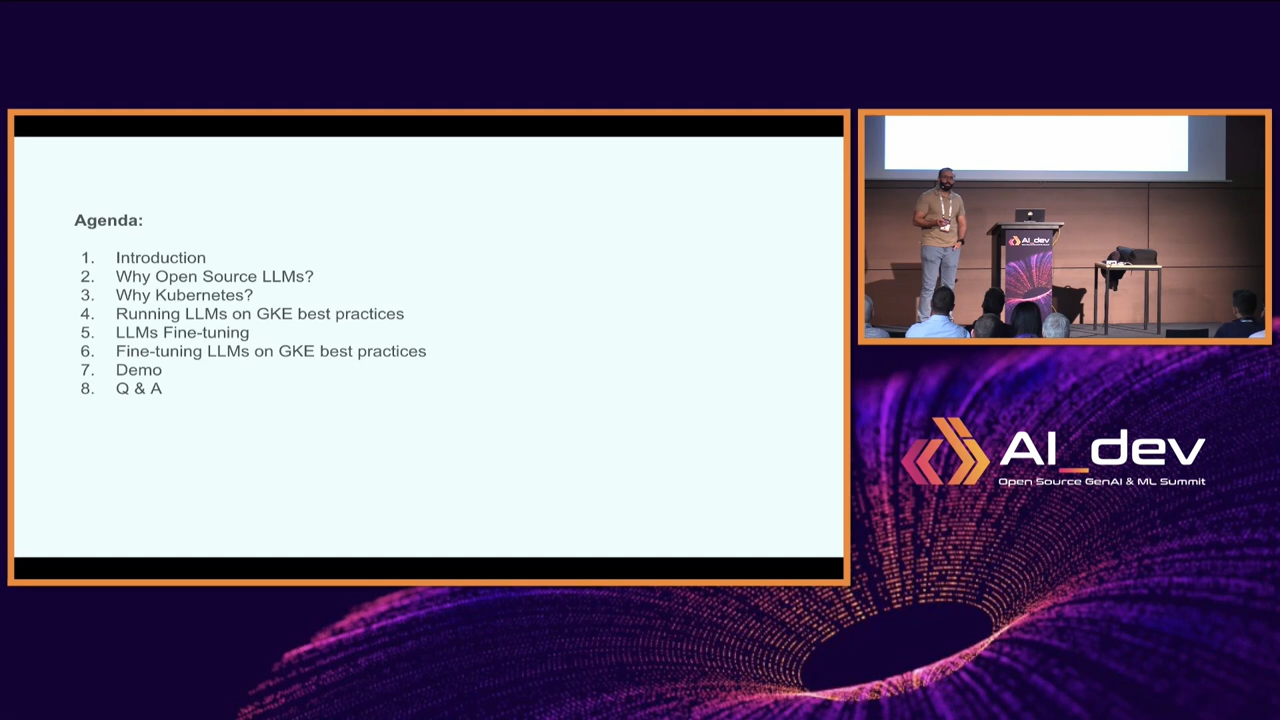 Agenda:
1. Introduction
2. Why Open Source LLMs?
3. Why Kubernetes?
4. Running LLMs on GKE best practices
5. LLMs Fine-tuning
6. Fine-tuning LLMs on GKE best practices
7. Demo
8. Q & A
AI_dev
AI_dev
Open Source GenAI & ML Summit